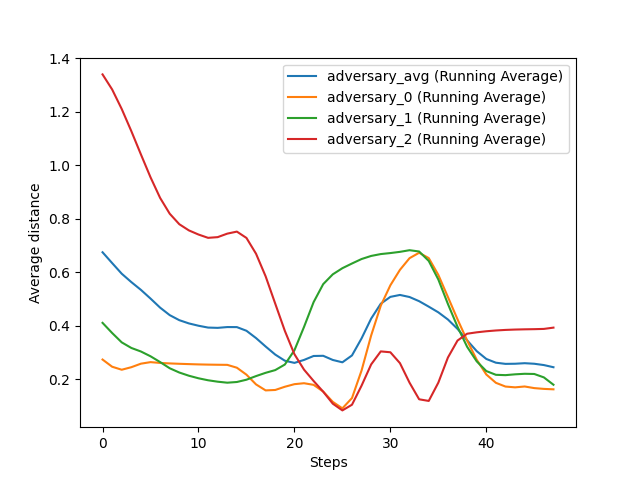 adversary_avg (Running Average)
adversary_0 (Running Average)
adversary_1 (Running Average)
adversary_2 (Running Average)
Average distance
1.4
1.2
1.0
0.8
0.6
0.4
0.2
0 10 20 30 40
Steps